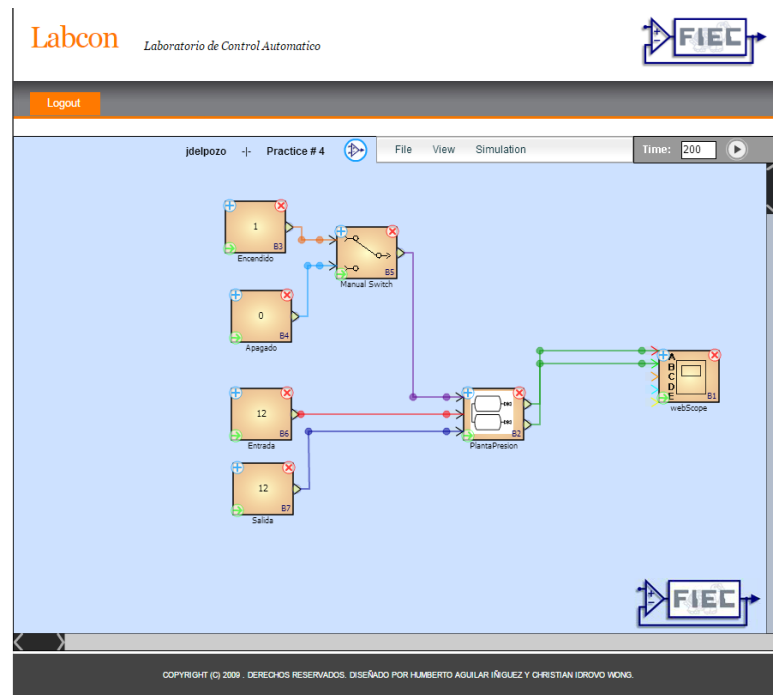 Labcon
Laboratorio de Control Automatico
FIEC
Logout
jdelpozo -|- Practice # 4 File View Simulation Time: 200
1
B3
Encendido
B5
Manual Switch
0
B4
Apagado
A
B
C
D
E
B1
webScope
12
B6
Entrada
B2
PlantaPresion
12
B7
Salida
FIEC
COPYRIGHT (C) 2009 . DERECHOS RESERVADOS. DISEÑADO POR HUMBERTO AGUILAR IÑIGUEZ Y CHRISTIAN IDROVO WONG.